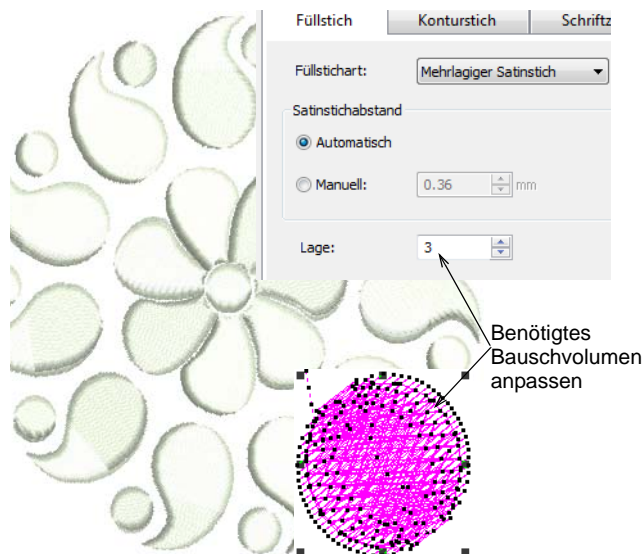 Füllstich Konturstich Schriftz
Füllstichart: Mehrlagiger Satinstich
Satinstichabstand
Automatisch
Manuell: 0.36 mm
Lage: 3
Benötigtes
Bauschvolumen
anpassen